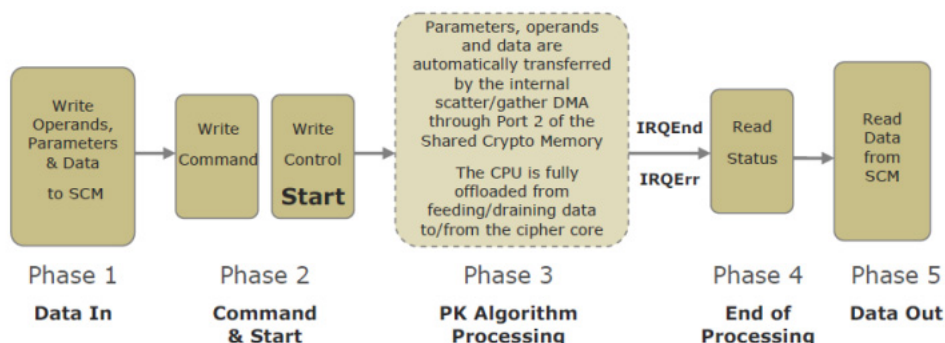 Write
Operands,
Parameters
& Data
to SCM
Write
Command
Write
Control
Start
Parameters, operands
and data are
automatically transferred
by the internal
scatter/gather DMA
through Port 2 of the
Shared Crypto Memory
The CPU is fully
offloaded from
feeding/draining data
to/from the cipher core
IRQEnd
IRQErr
Read
Status
Read
Data
from
SCM
Phase 1
Data In
Phase 2
Command
& Start
Phase 3
PK Algorithm
Processing
Phase 4
End of
Processing
Phase 5
Data Out